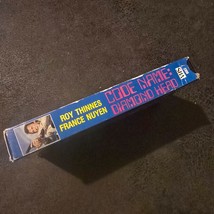 ROY THINNES
FRANCE NUYEN
CODE NAME:
DIAMOND HEAD